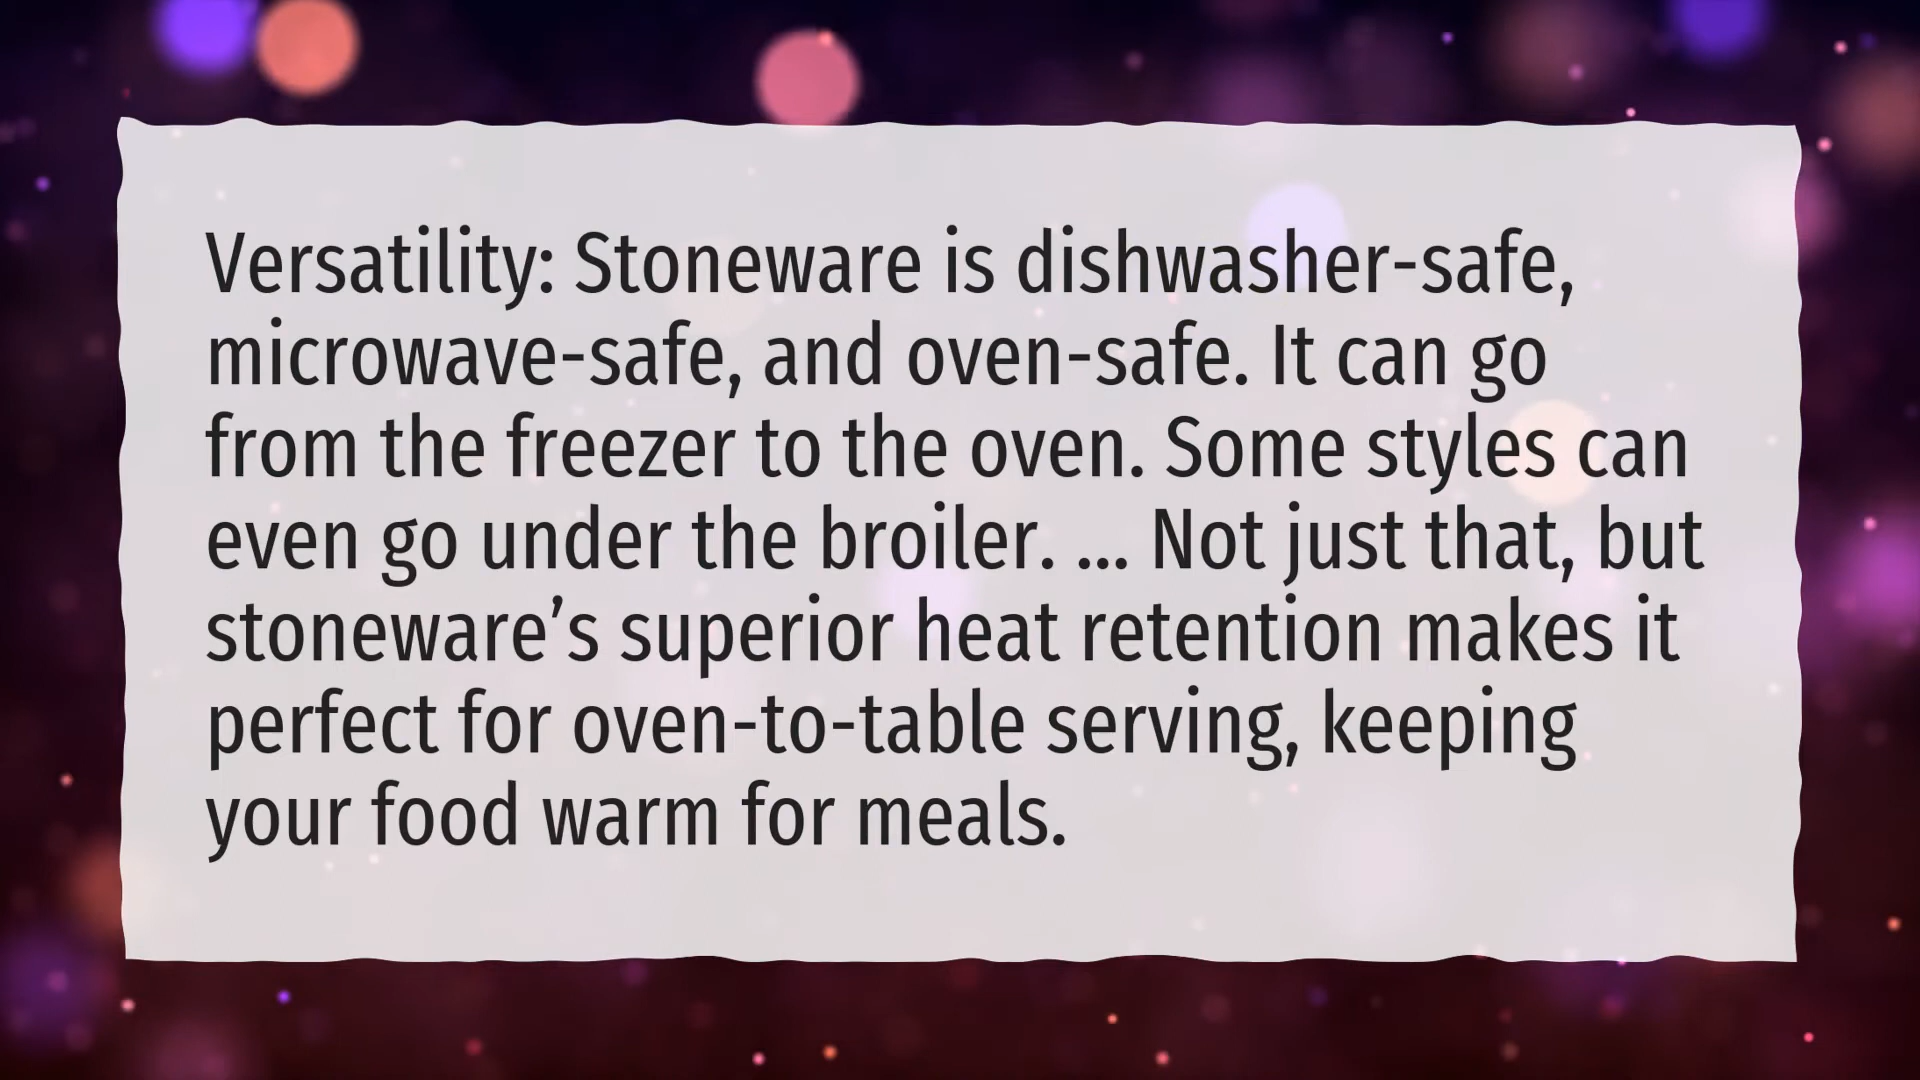 Versatility: Stoneware is dishwasher-safe,
microwave-safe, and oven-safe. It can go
from the freezer to the oven. Some styles can
even go under the broiler. ... Not just that, but
stoneware’s superior heat retention makes it
perfect for oven-to-table serving, keeping
your food warm for meals.